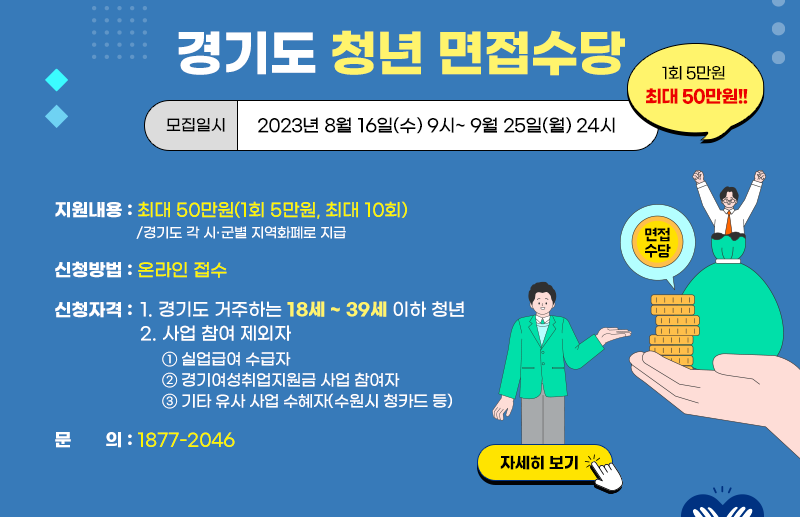 경기도 청년 면접수당
1회 5만원
최대 50만원!!
모집일시 2023년 8월 16일(수) 9시~ 9월 25일(월) 24시
지원내용 : 최대 50만원(1회 5만원, 최대 10회)
/경기도 각 시·군별 지역화폐로 지급
면접
수당
신청방법 : 온라인 접수
신청자격 : 1. 경기도 거주하는 18세 ~ 39세 이하 청년
2. 사업 참여 제외자
① 실업급여 수급자
② 경기여성취업지원금 사업 참여자
③ 기타 유사 사업 수혜자(수원시 청카드 등)
문 의 : 1877-2046
자세히 보기